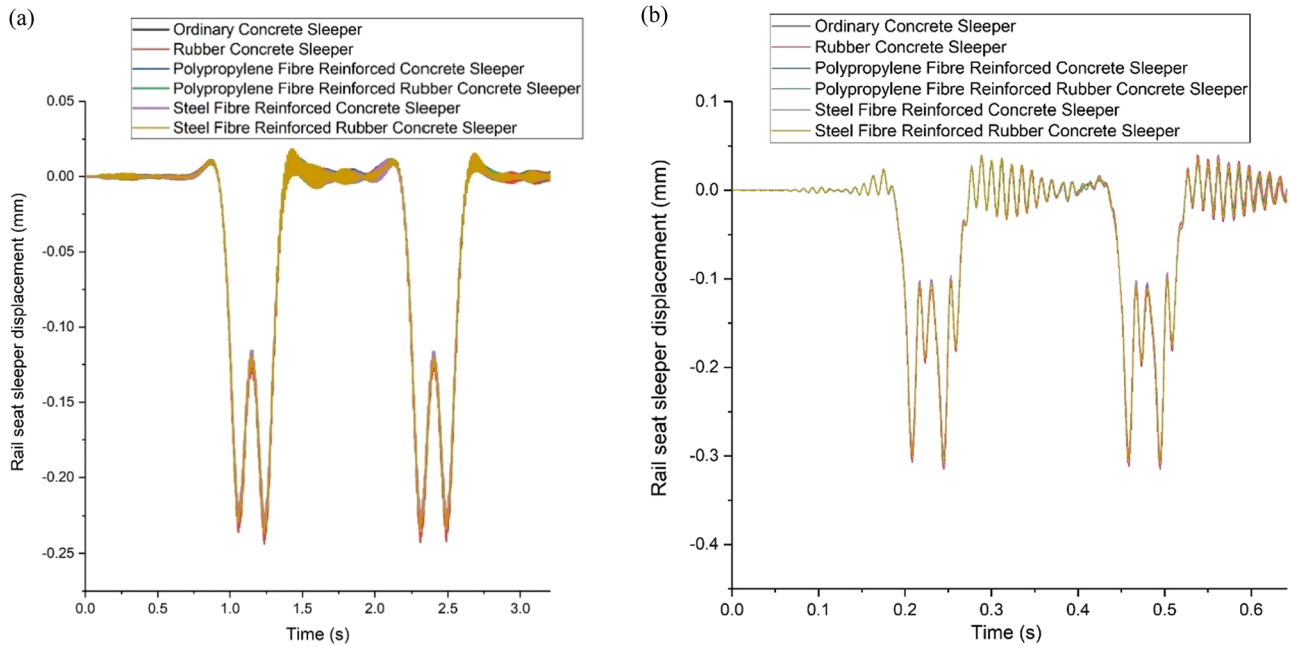 (a)
Ordinary Concrete Sleeper
Rubber Concrete Sleeper
Polypropylene Fibre Reinforced Concrete Sleeper
Polypropylene Fibre Reinforced Rubber Concrete Sleeper
Steel Fibre Reinforced Concrete Sleeper
Steel Fibre Reinforced Rubber Concrete Sleeper
Rail seat sleeper displacement (mm)
0.05
0.00
-0.05
-0.10
-0.15
-0.20
-0.25
0.0 0.5 1.0 1.5 2.0 2.5 3.0
Time (s)
(b)
Ordinary Concrete Sleeper
Rubber Concrete Sleeper
Polypropylene Fibre Reinforced Concrete Sleeper
Polypropylene Fibre Reinforced Rubber Concrete Sleeper
Steel Fibre Reinforced Concrete Sleeper
Steel Fibre Reinforced Rubber Concrete Sleeper
Rail seat sleeper displacement (mm)
0.1
0.0
-0.1
-0.2
-0.3
-0.4
0.0 0.1 0.2 0.3 0.4 0.5 0.6
Time (s)